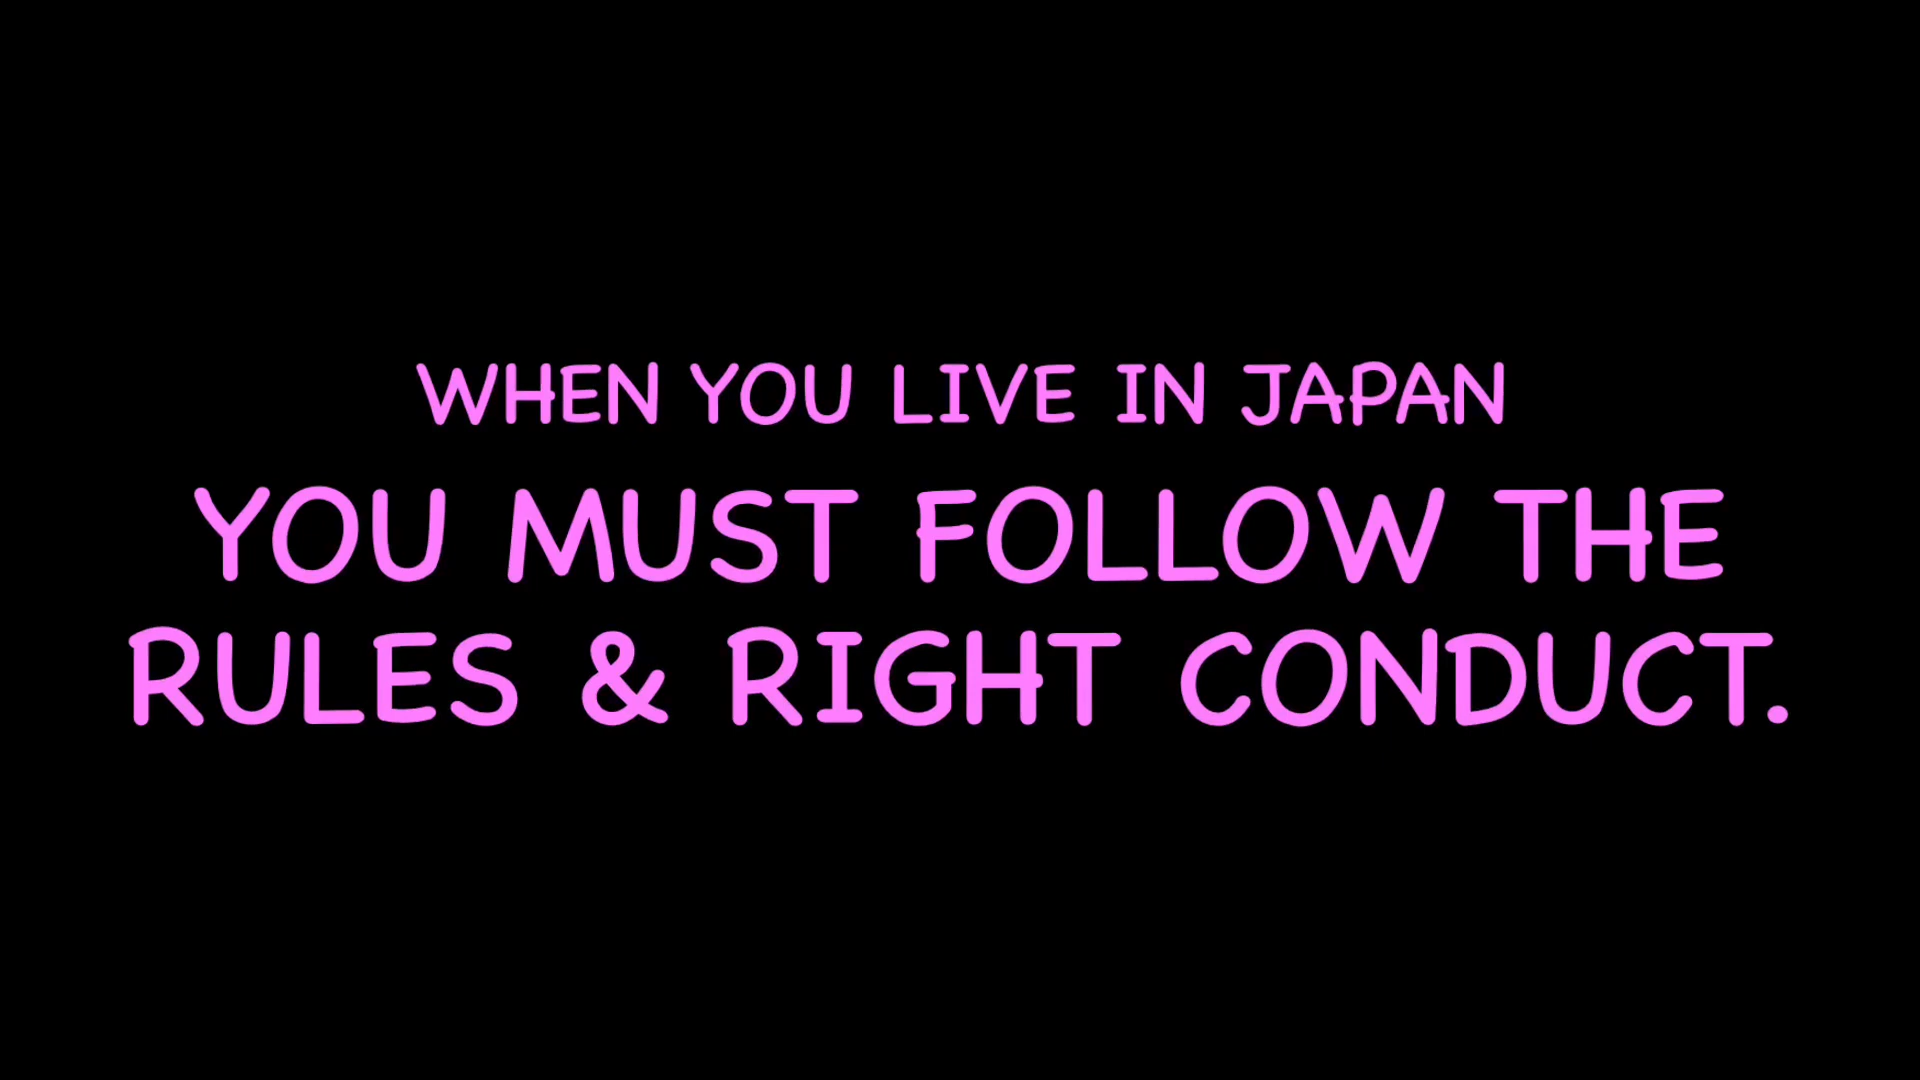 WHEN YOU LIVE IN JAPAN
YOU MUST FOLLOW THE
RULES & RIGHT CONDUCT.